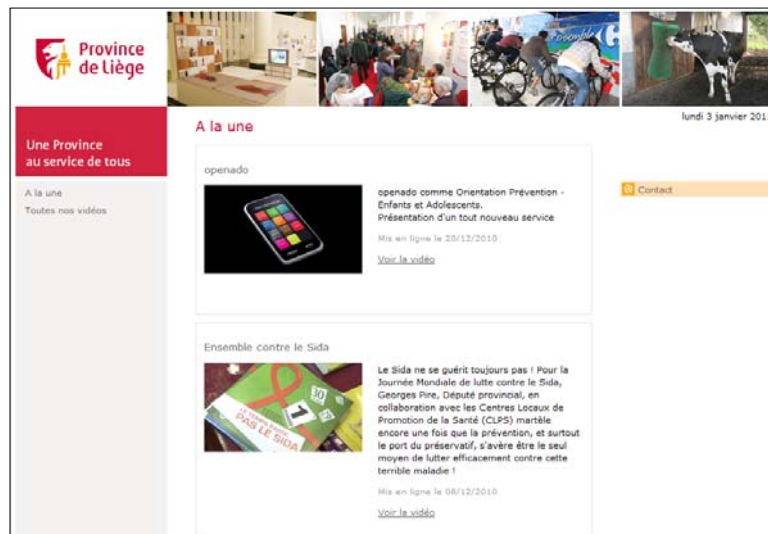 Province
de Liège
lundi 3 janvier 201
Une Province
au service de tous
A la une
Toutes nos vidéos
A la une
openado
openado comme Orientation Prévention -
Enfants et Adolescents.
Présentation d'un tout nouveau service
Mis en ligne le 20/12/2010
Voir la vidéo
Contact
Ensemble contre le Sida
30
1
PAS LE SIDA
Le Sida ne se guérit toujours pas ! Pour la
Journée Mondiale de lutte contre le Sida,
Georges Pire, Député provincial, en
collaboration avec les Centres Locaux de
Promotion de la Santé (CLPS) martèle
encore une fois que la prévention, et surtout
le port du préservatif, s'avère être le seul
moyen de lutter efficacement contre cette
terrible maladie !
Mis en ligne le 08/12/2010
Voir la vidéo